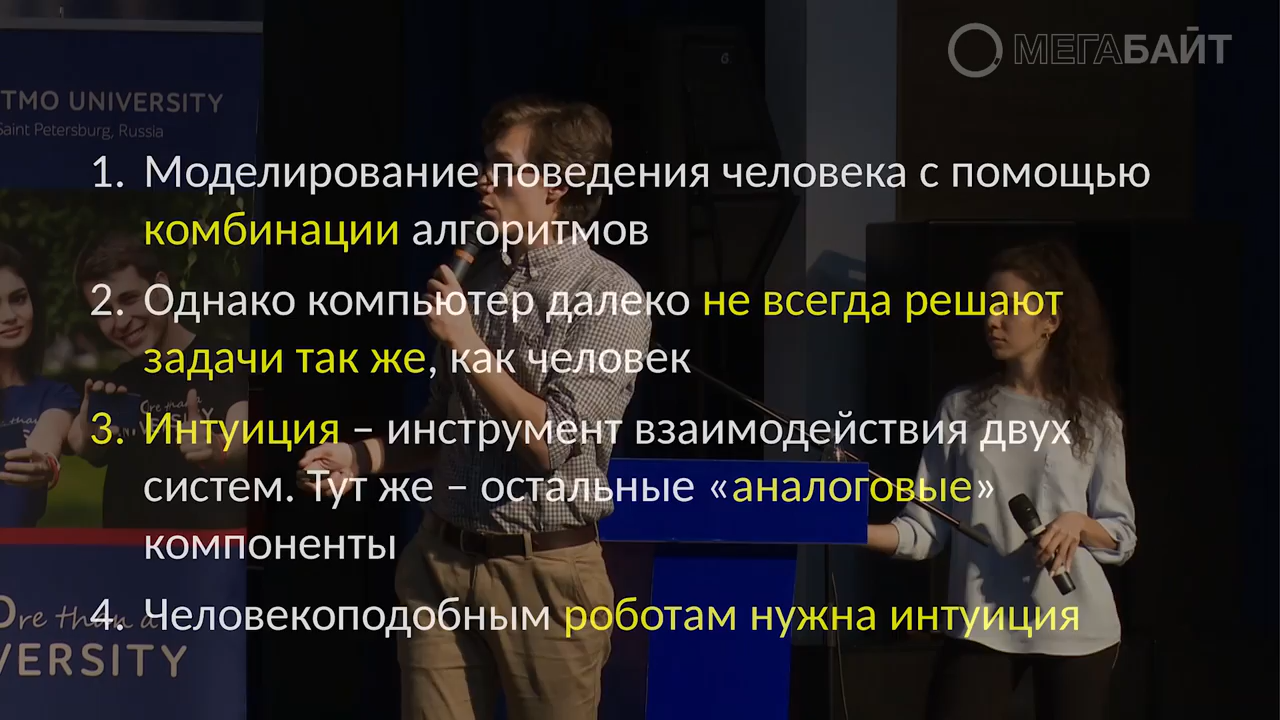 TMO UNIVERSITY
Saint Petersburg, Russia
МЕГАБАЙТ
1. Моделирование поведения человека с помощью
комбинации алгоритмов
2. Однако компьютер далеко не всегда решают
задачи так же, как человек
3. Интуиция – инструмент взаимодействия двух
систем. Тут же – остальные «аналоговые»
компоненты
4. Человекоподобным роботам нужна интуиция
ore than a
VERSITY